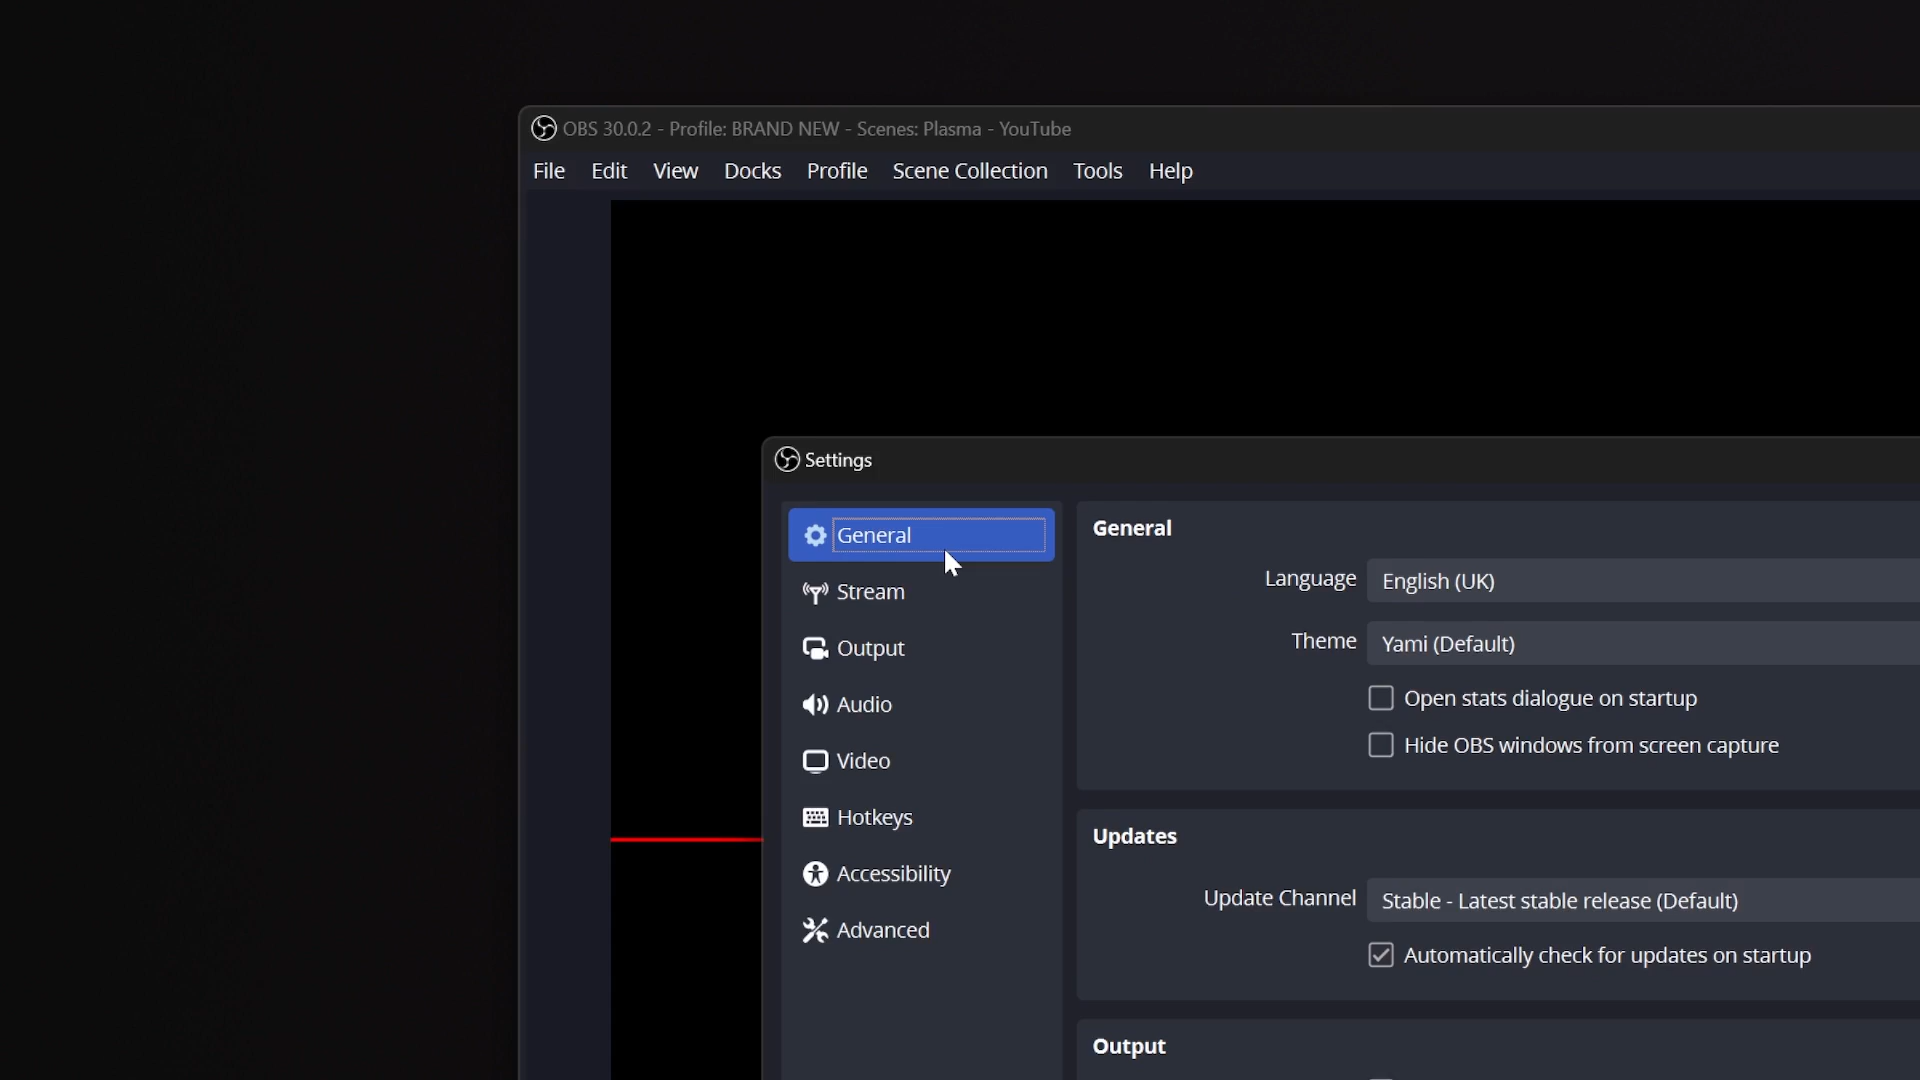 OBS 30.0.2 - Profile: BRAND NEW - Scenes: Plasma - YouTube
File Edit View Docks Profile Scene Collection Tools Help
Settings
General
Stream
Output
Audio
Video
Hotkeys
Accessibility
Advanced
General
Language English (UK)
Theme Yami (Default)
Open stats dialogue on startup
Hide OBS windows from screen capture
Updates
Update Channel Stable - Latest stable release (Default)
Automatically check for updates on startup
Output